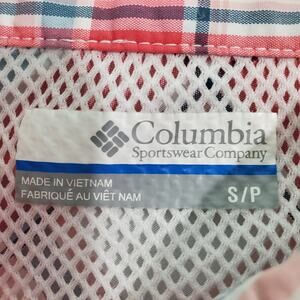 Columbia
Sportswear Company
MADE IN VIETNAM
FABRIQUÉ AU VIÊT NAM
S/P